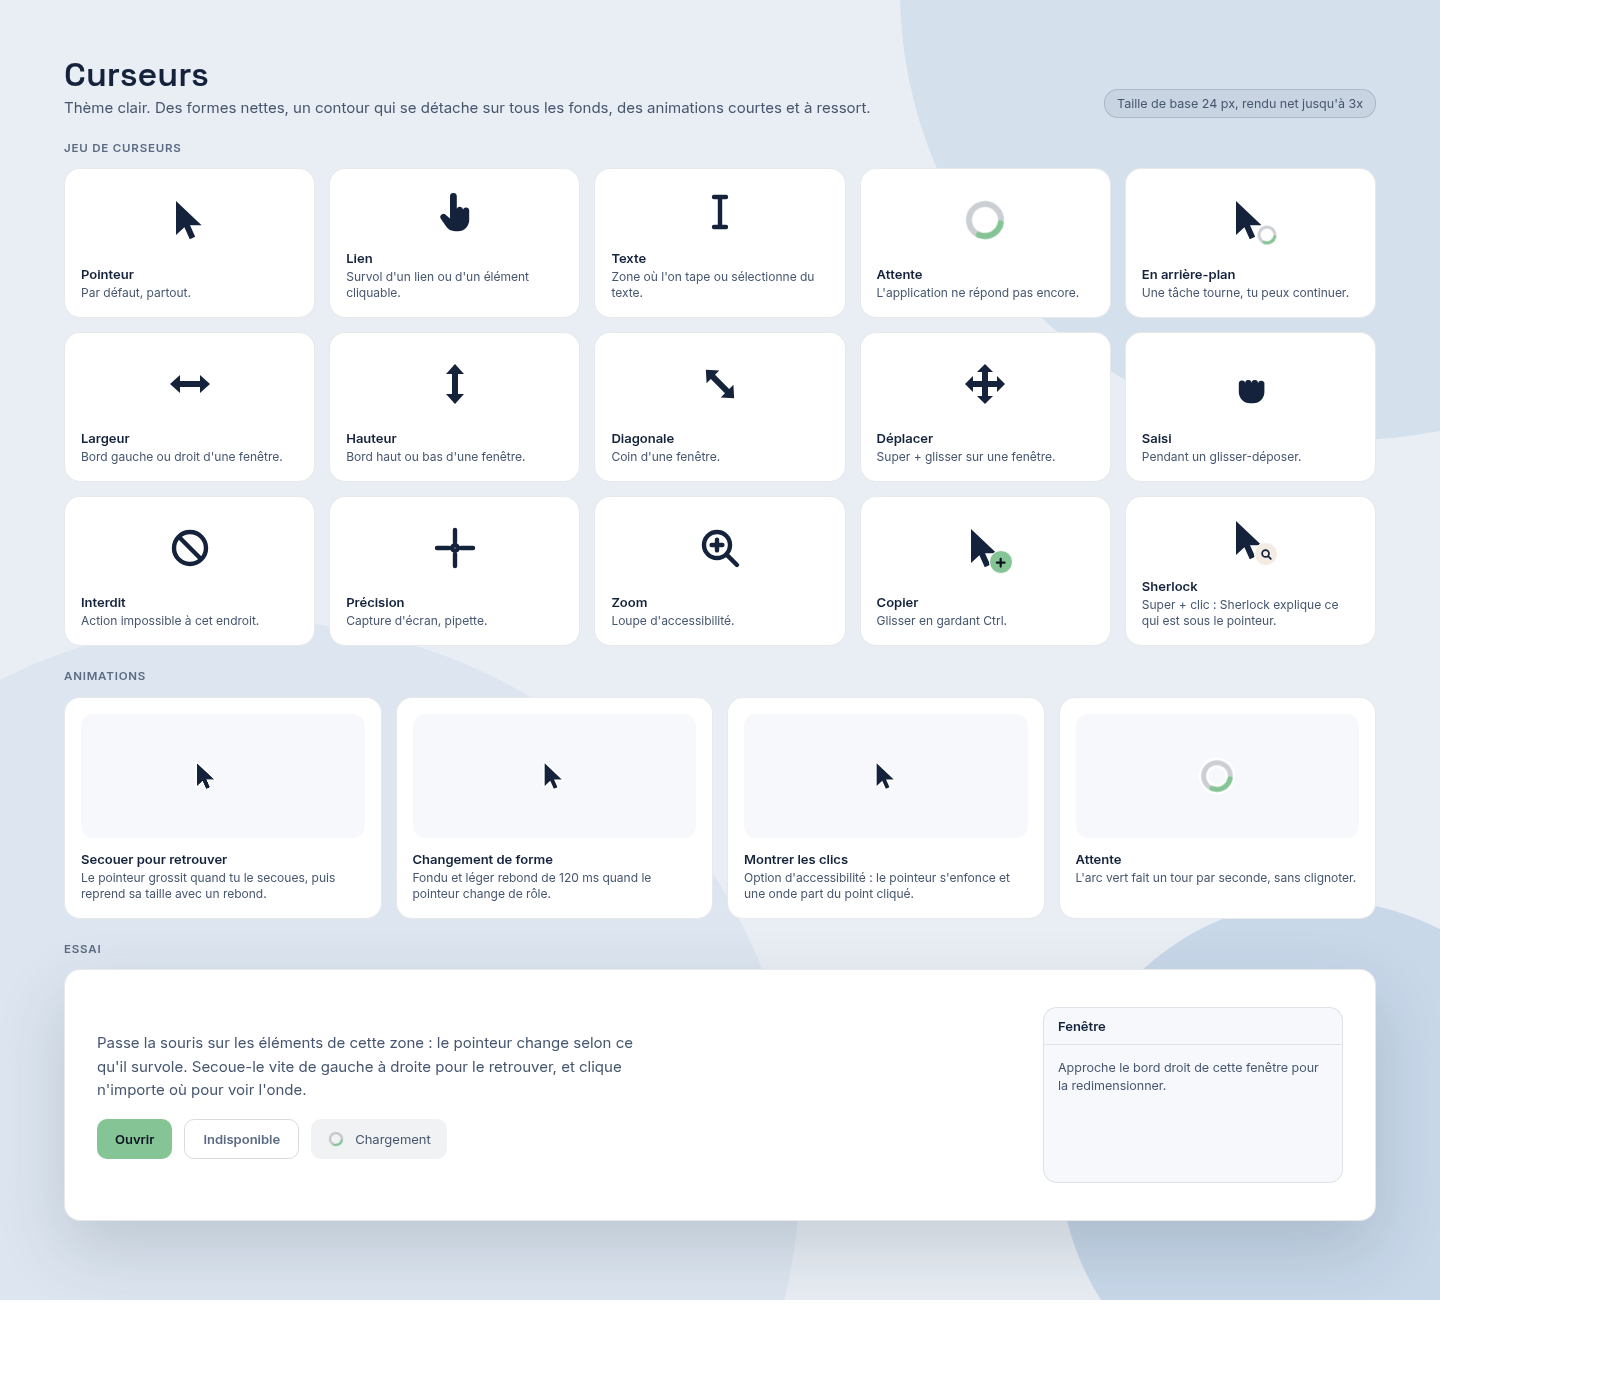 Curseurs
Thème clair. Des formes nettes, un contour qui se détache sur tous les fonds, des animations courtes et à ressort.
Taille de base 24 px, rendu net jusqu'à 3x
JEU DE CURSEURS
Pointeur
Par défaut, partout.
Lien
Survol d'un lien ou d'un élément
cliquable.
Texte
Zone où l'on tape ou sélectionne du
texte.
Attente
L'application ne répond pas encore.
En arrière-plan
Une tâche tourne, tu peux continuer.
Largeur
Bord gauche ou droit d'une fenêtre.
Hauteur
Bord haut ou bas d'une fenêtre.
Diagonale
Coin d'une fenêtre.
Déplacer
Super + glisser sur une fenêtre.
Saisi
Pendant un glisser-déposer.
Interdit
Action impossible à cet endroit.
Précision
Capture d'écran, pipette.
Zoom
Loupe d'accessibilité.
Copier
Glisser en gardant Ctrl.
Sherlock
Super + clic : Sherlock explique ce
qui est sous le pointeur.
ANIMATIONS
Secouer pour retrouver
Le pointeur grossit quand tu le secoues, puis
reprend sa taille avec un rebond.
Changement de forme
Fondu et léger rebond de 120 ms quand le
pointeur change de rôle.
Montrer les clics
Option d'accessibilité : le pointeur s'enfonce et
une onde part du point cliqué.
Attente
L'arc vert fait un tour par seconde, sans clignoter.
ESSAI
Passe la souris sur les éléments de cette zone : le pointeur change selon ce
qu'il survole. Secoue-le vite de gauche à droite pour le retrouver, et clique
n'importe où pour voir l'onde.
Ouvrir
Indisponible
Chargement
Fenêtre
Approche le bord droit de cette fenêtre pour
la redimensionner.